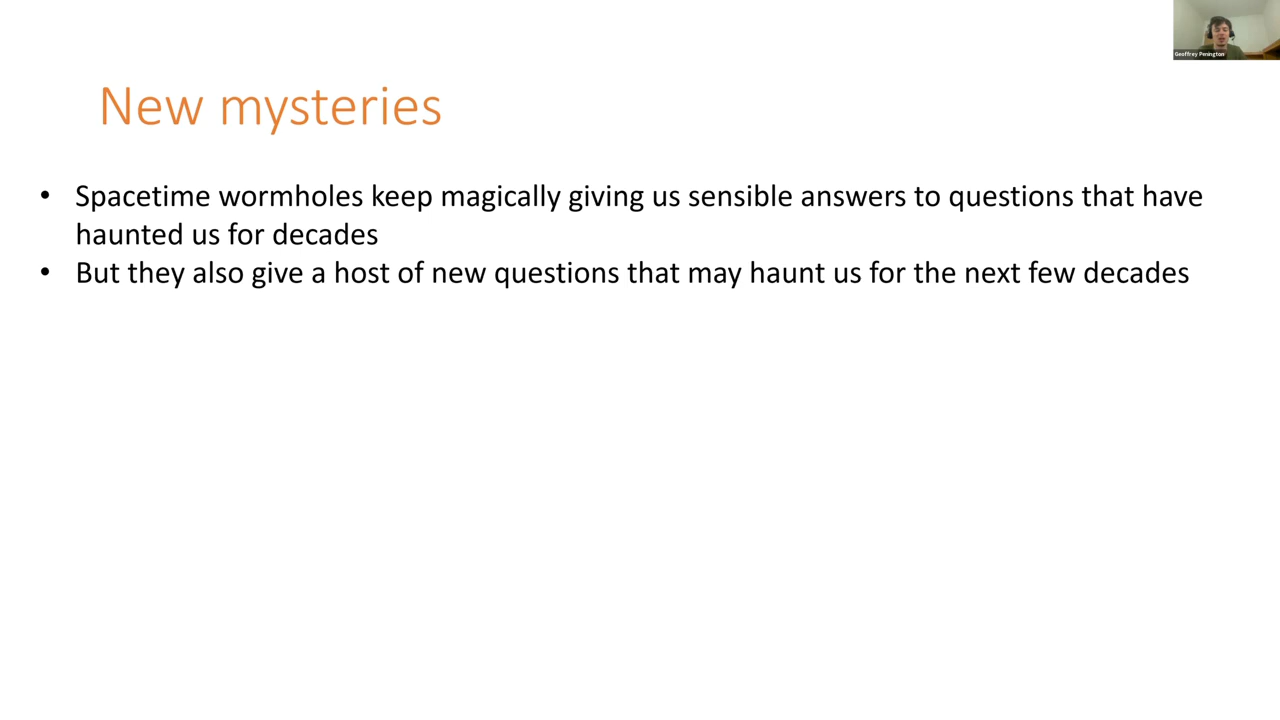 Geoffrey Penington
New mysteries
• Spacetime wormholes keep magically giving us sensible answers to questions that have
haunted us for decades
• But they also give a host of new questions that may haunt us for the next few decades